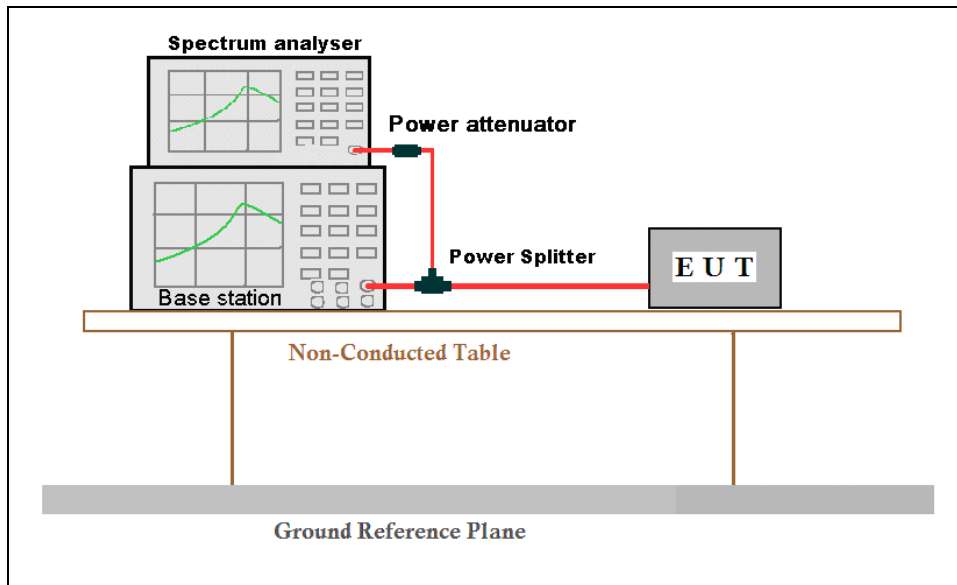 Spectrum analyser
Power attenuator
Power Splitter
E U T
Base station
Non-Conducted Table
Ground Reference Plane